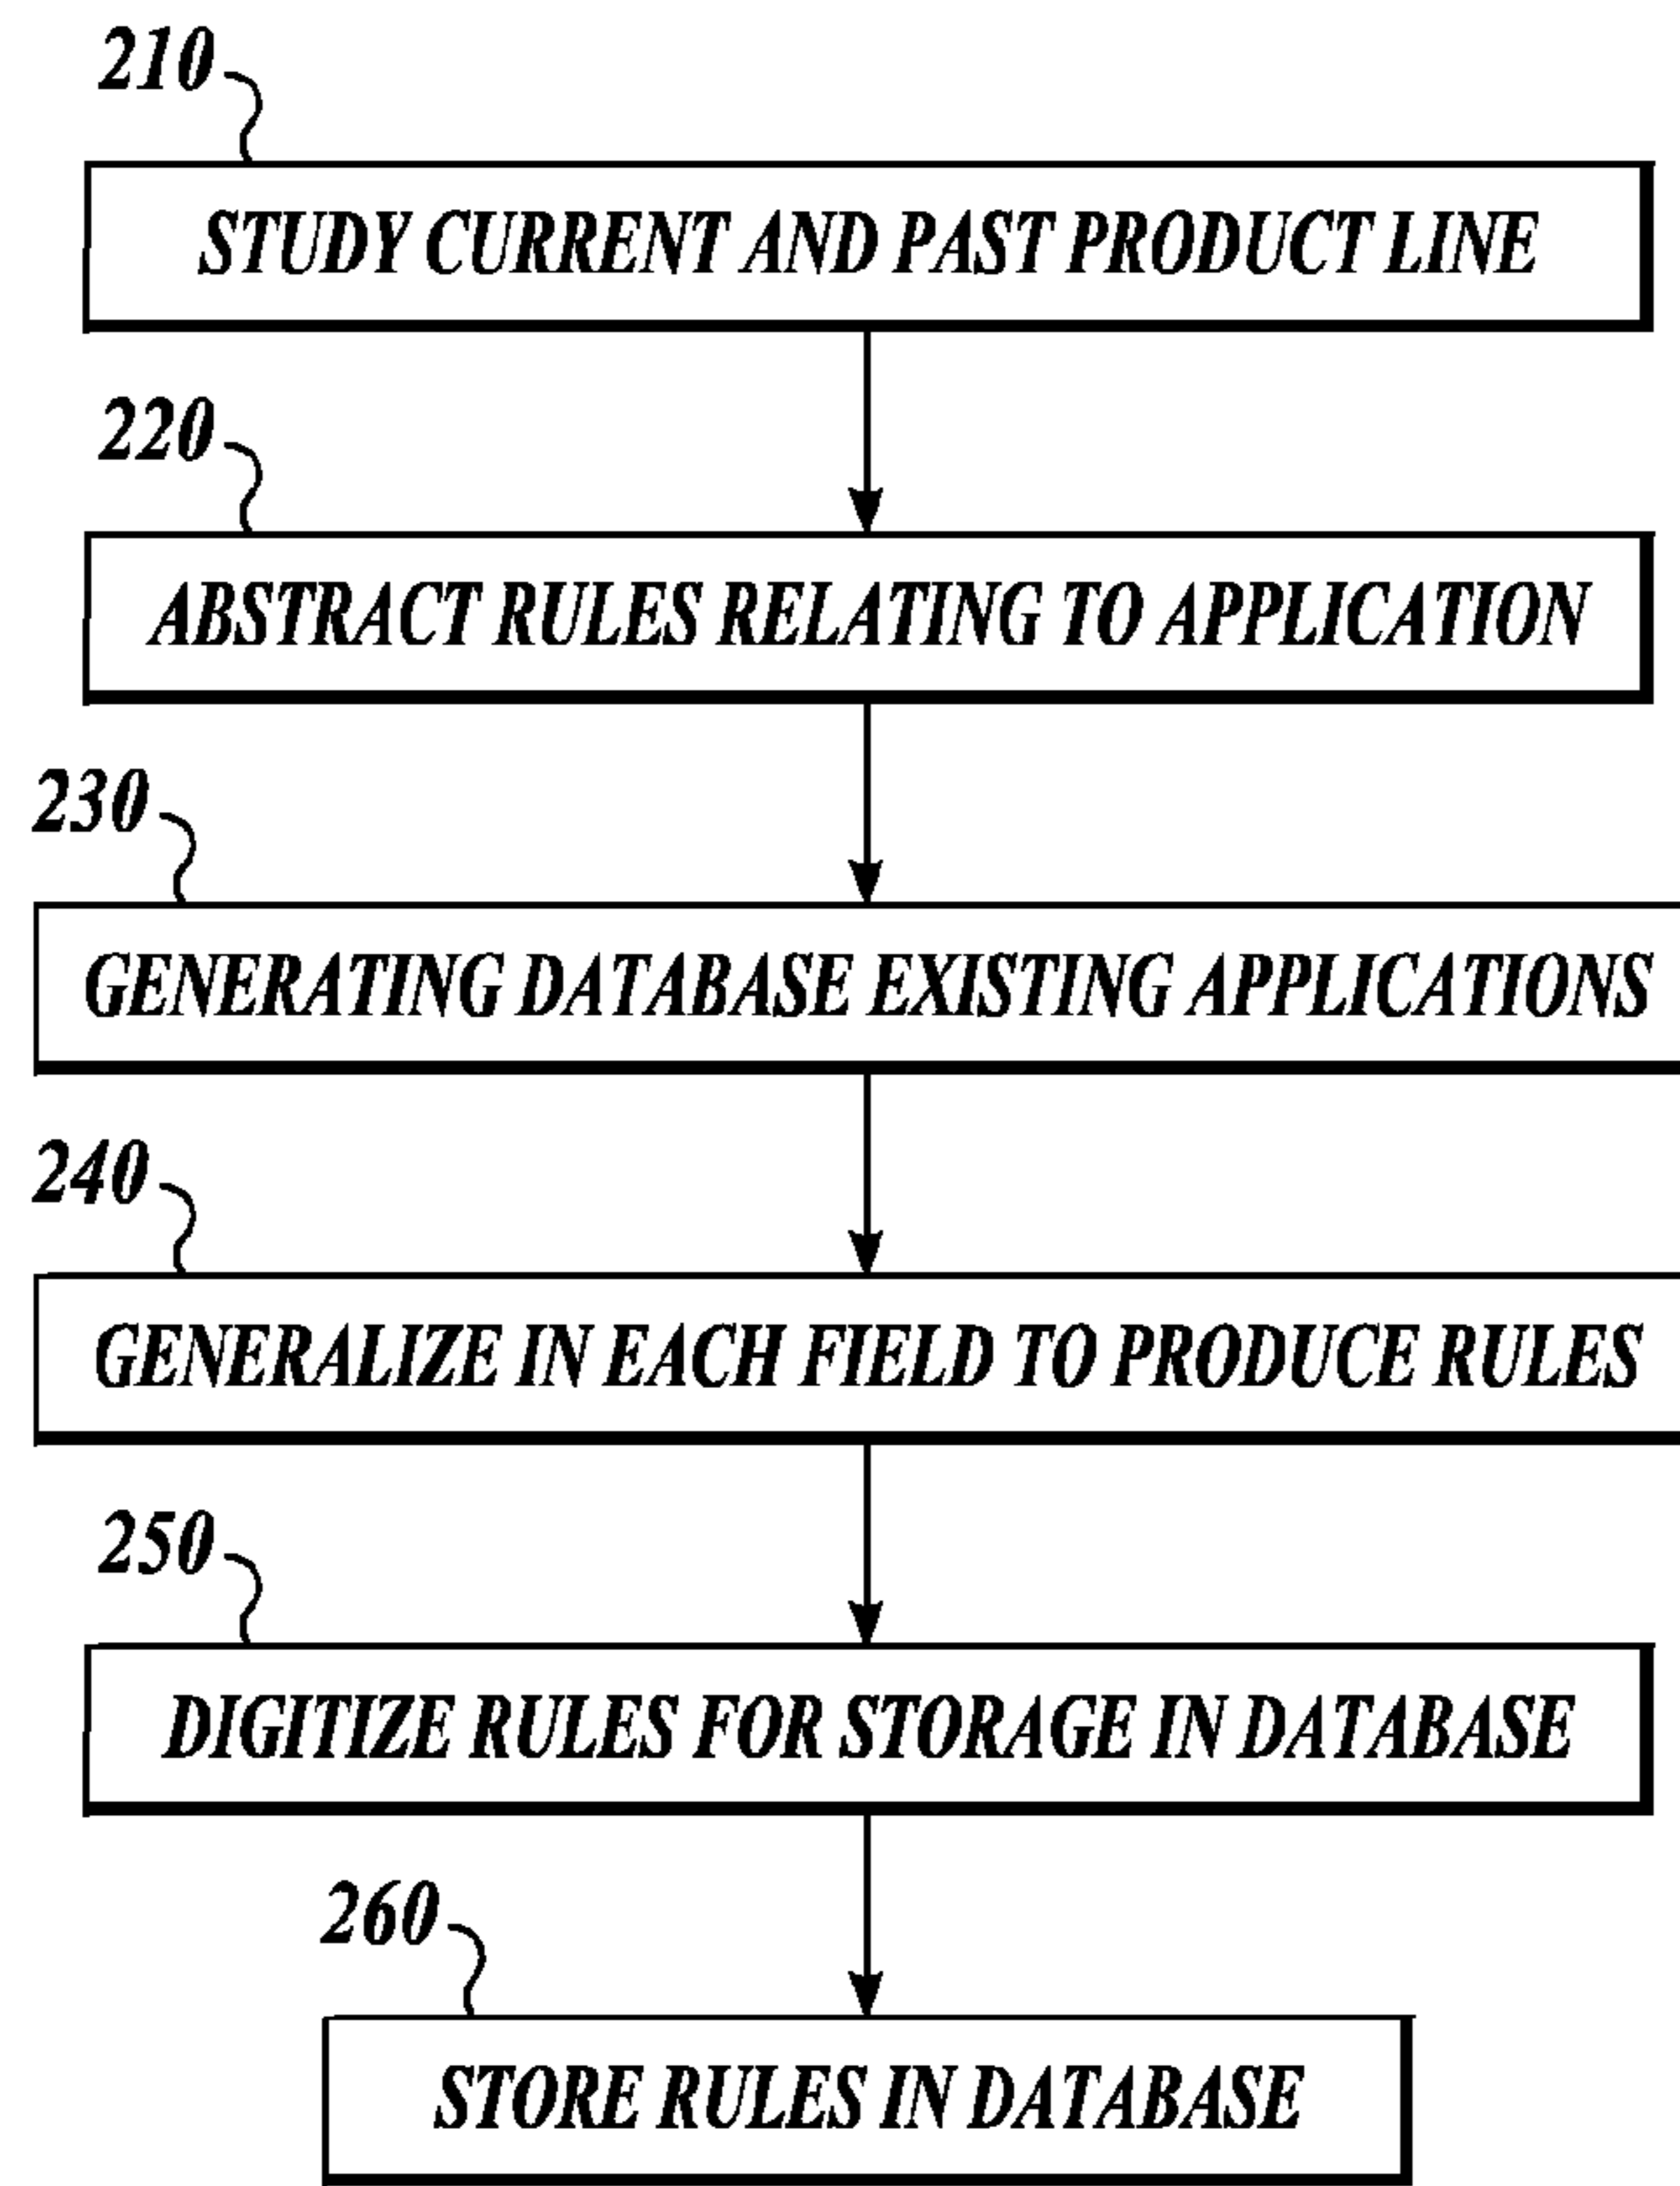 210
STUDY CURRENT AND PAST PRODUCT LINE
220
ABSTRACT RULES RELATING TO APPLICATION
230
GENERATING DATABASE EXISTING APPLICATIONS
240
GENERALIZE IN EACH FIELD TO PRODUCE RULES
250
DIGITIZE RULES FOR STORAGE IN DATABASE
260
STORE RULES IN DATABASE